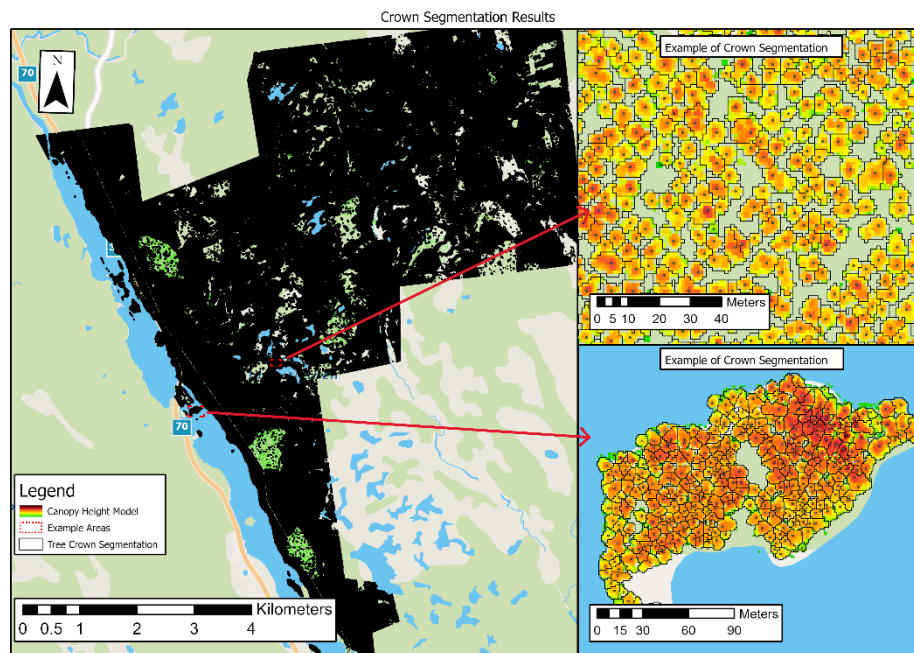 Crown Segmentation Results
70
N
70
Legend
Canopy Height Model
Example Areas
Tree Crown Segmentation
Kilometers
0 0.5 1 2 3 4
Example of Crown Segmentation
Meters
0 5 10 20 30 40
Example of Crown Segmentation
Meters
0 15 30 60 90